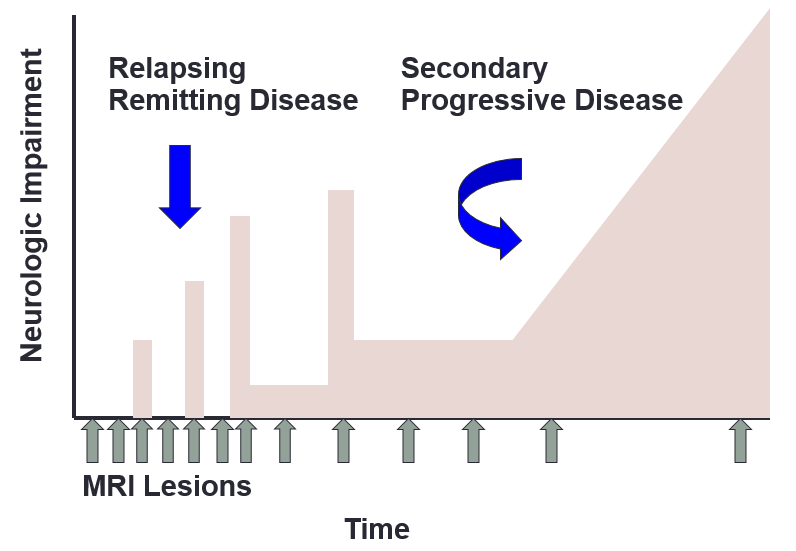 Neurologic Impairment
Relapsing
Remitting Disease
Secondary
Progressive Disease
MRI Lesions
Time